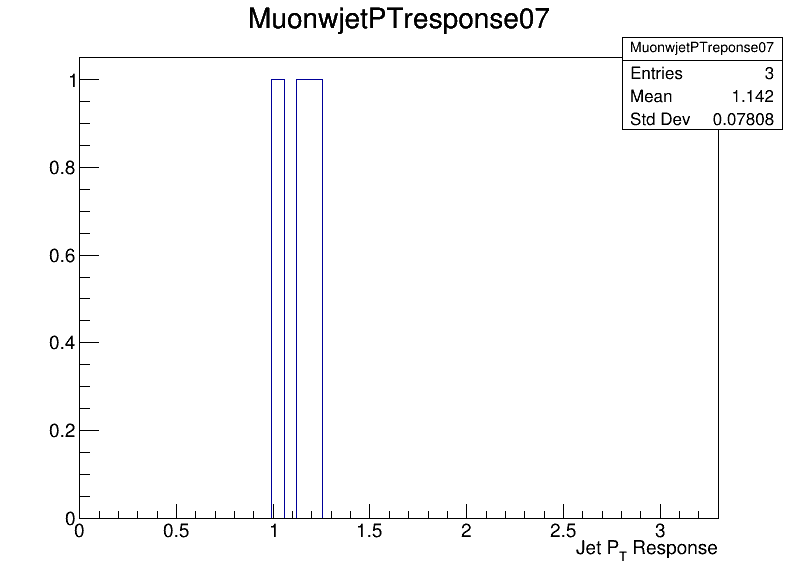 MuonwjetPTresponse07
MuonwjetPTreponse07
Entries 3
Mean 1.142
Std Dev 0.07808
1
0.8
0.6
0.4
0.2
0
0 0.5 1 1.5 2 2.5 3
Jet PT Response